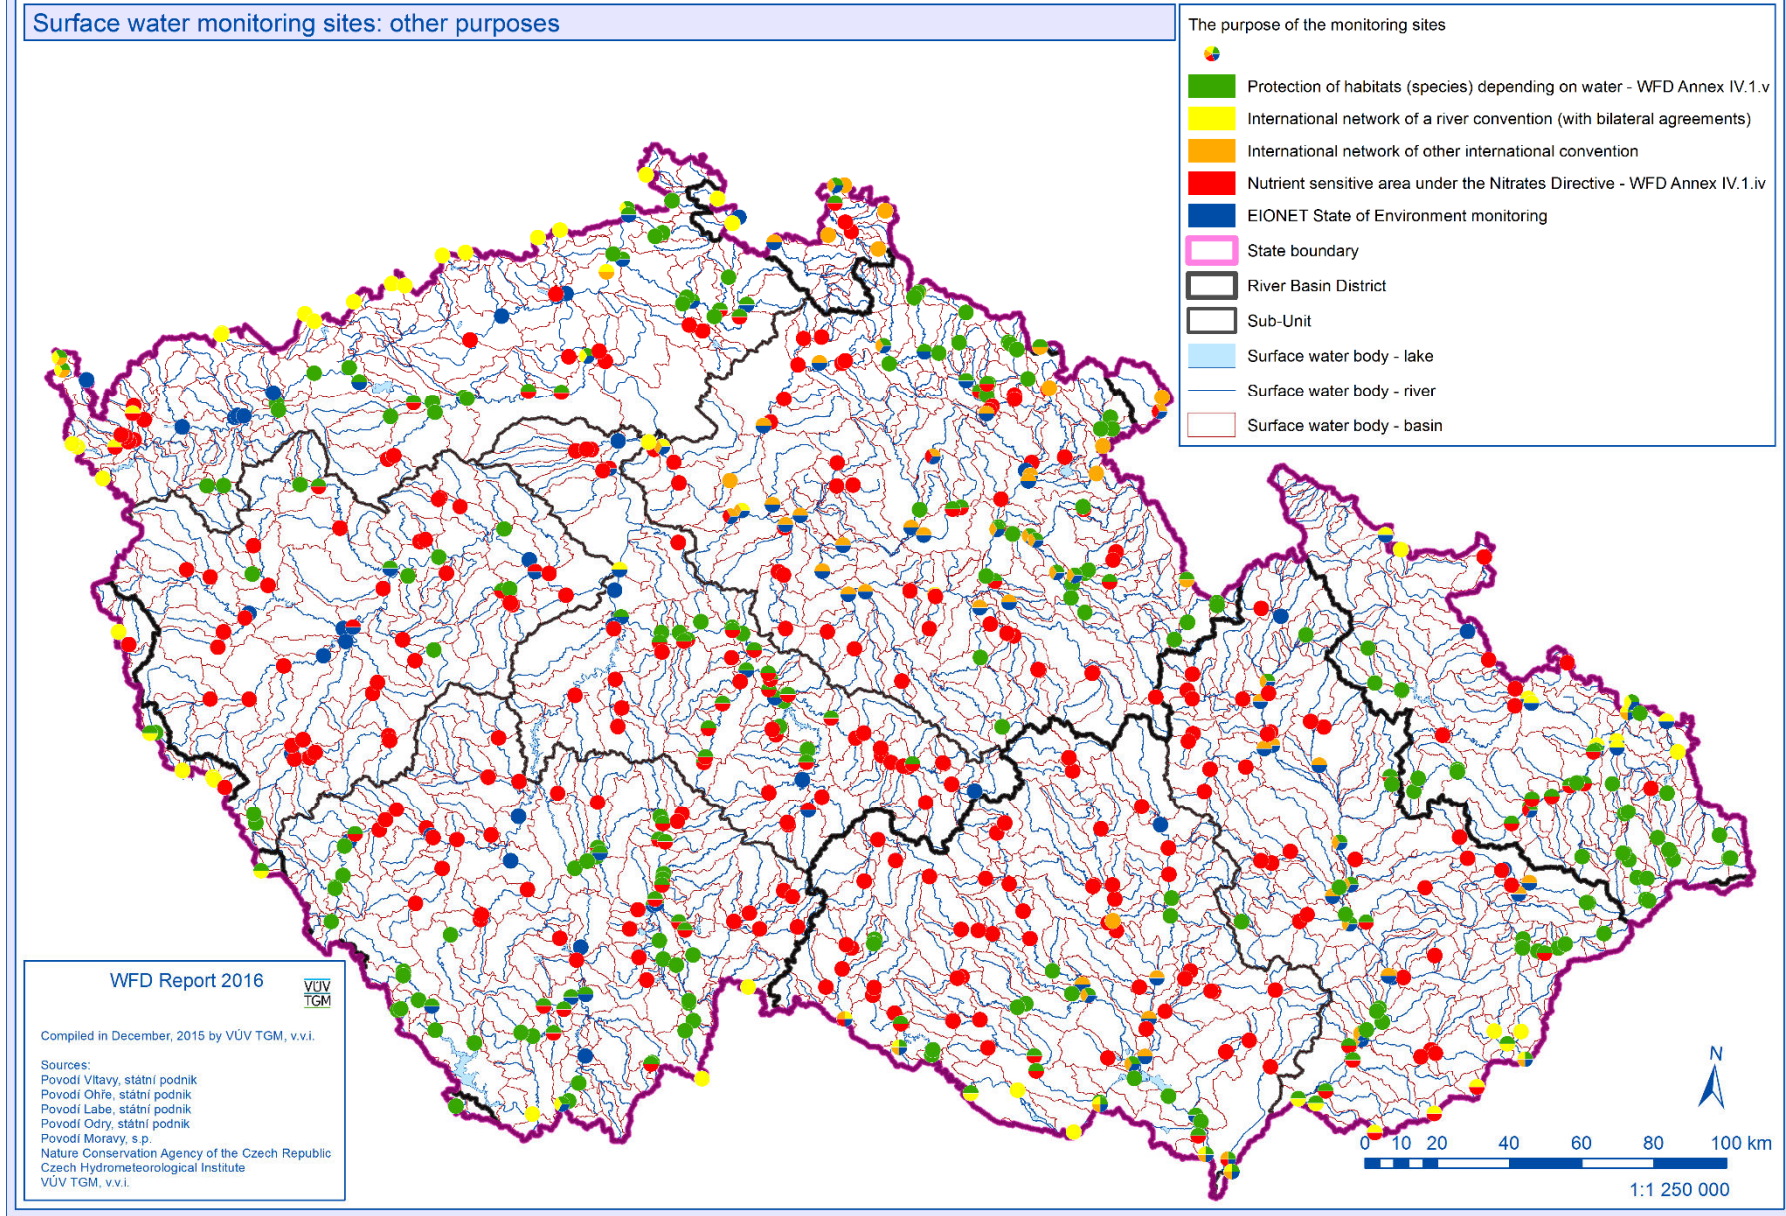 Surface water monitoring sites: other purposes
The purpose of the monitoring sites
Protection of habitats (species) depending on water - WFD Annex IV.1.v
International network of a river convention (with bilateral agreements)
International network of other international convention
Nutrient sensitive area under the Nitrates Directive - WFD Annex IV.1.iv
EIONET State of Environment monitoring
State boundary
River Basin District
Sub-Unit
Surface water body - lake
Surface water body - river
Surface water body - basin
WFD Report 2016
VÚV
TGM
Compiled in December, 2015 by VÚV TGM, v.v.i.
Sources:
Povodí Vltavy, státní podnik
Povodí Ohře, státní podnik
Povodí Labe, státní podnik
Povodí Odry, státní podnik
Povodí Moravy, s.p.
Nature Conservation Agency of the Czech Republic
Czech Hydrometeorological Institute
VÚV TGM, v.v.i.
N
0 10 20 40 60 80 100 km
1:1 250 000